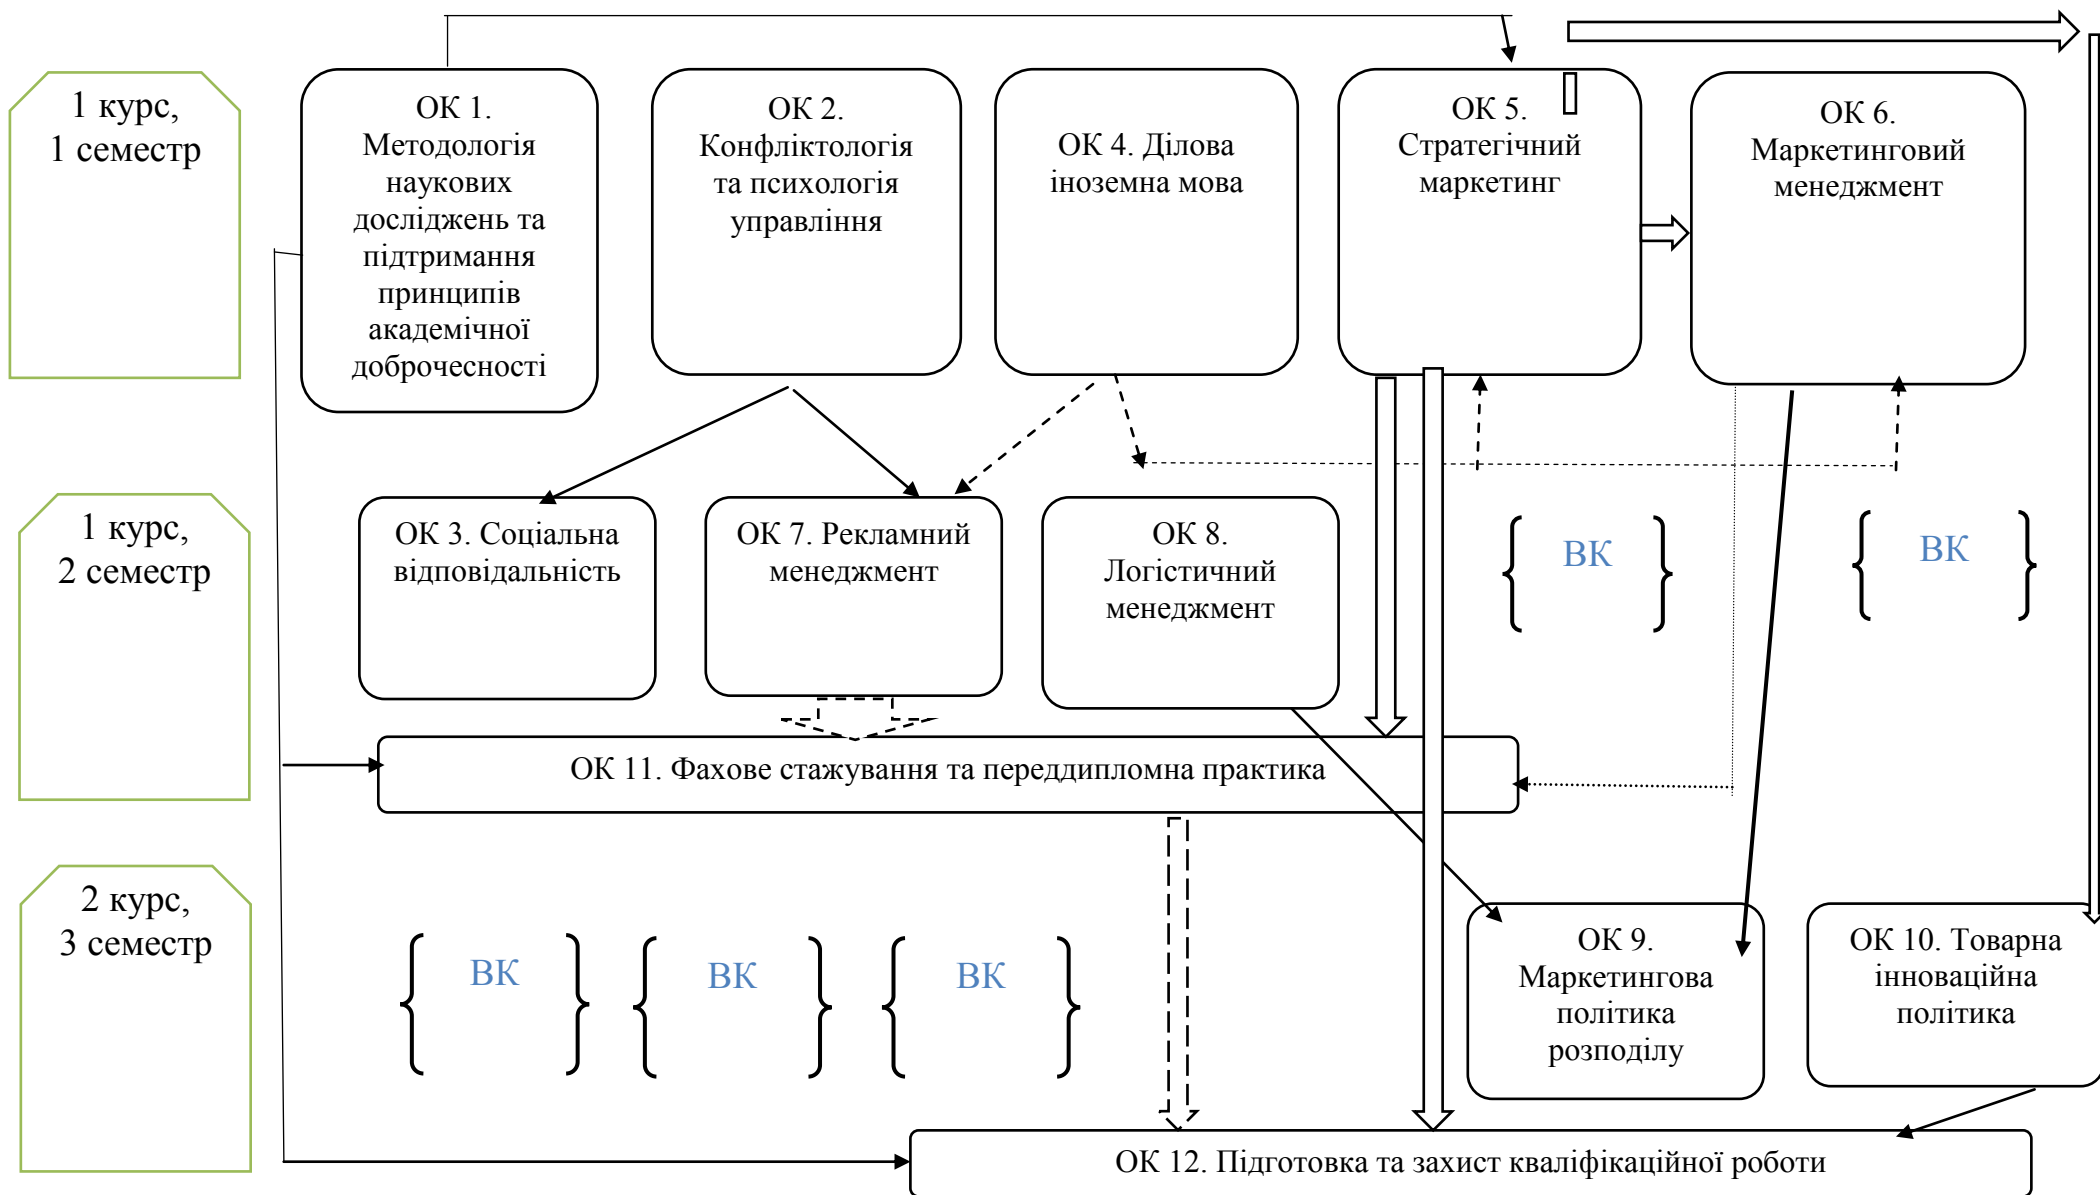 1 курс,
1 семестр
ОК 1.
Методологія
наукових
досліджень та
підтримання
принципів
академічної
доброчесності
ОК 2.
Конфліктологія
та психологія
управління
ОК 4. Ділова
іноземна мова
ОК 5.
Стратегічний
маркетинг
ОК 6.
Маркетинговий
менеджмент
1 курс,
2 семестр
ОК 3. Соціальна
відповідальність
ОК 7. Рекламний
менеджмент
ОК 8.
Логістичний
менеджмент
ВК
ВК
ОК 11. Фахове стажування та переддипломна практика
2 курс,
3 семестр
ВК
ВК
ВК
ОК 9.
Маркетингова
політика
розподілу
ОК 10. Товарна
інноваційна
політика
ОК 12. Підготовка та захист кваліфікаційної роботи